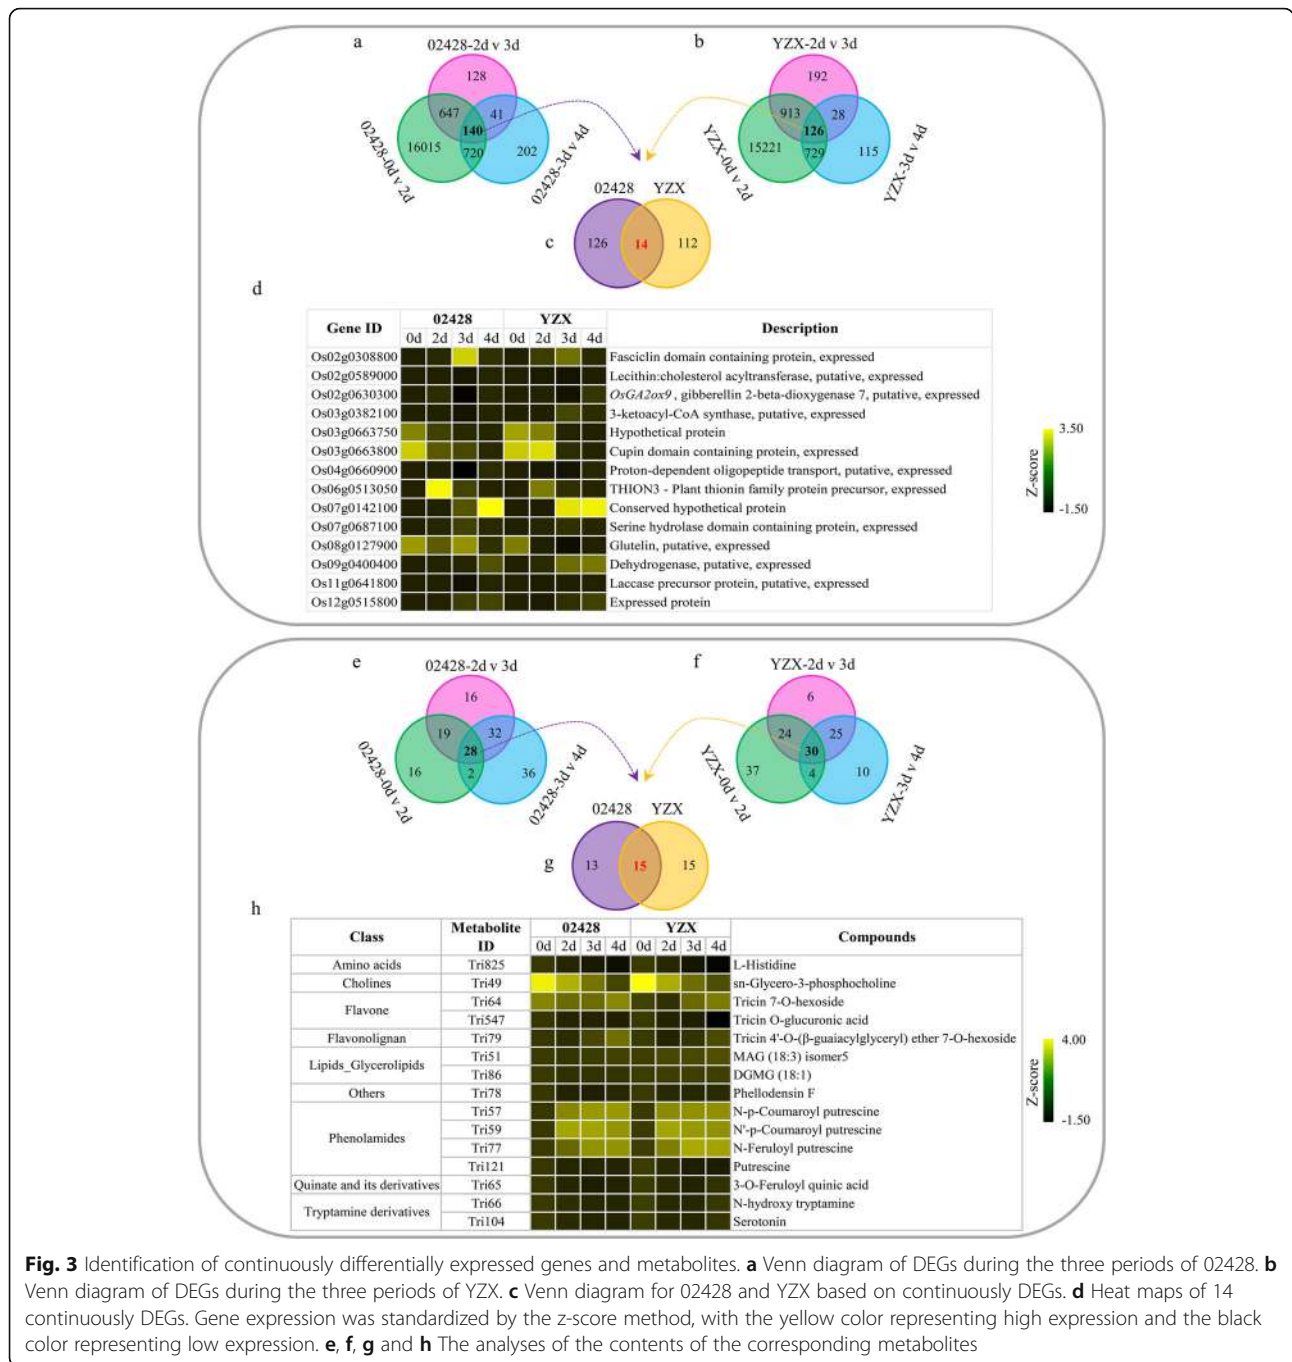 a
02428-2d v 3d
128
647
41
140
16015
720
202
02428-0d v 2d
02428-3d v 4d
b
YZX-2d v 3d
192
913
28
126
15221
729
115
YZX-0d v 2d
YZX-3d v 4d
02428 YZX
c 126 14 112
d
Gene ID 02428 YZX Description
0d 2d 3d 4d 0d 2d 3d 4d
Os02g0308800 Fasciclin domain containing protein, expressed
Os02g0589000 Lecithin:cholesterol acyltransferase, putative, expressed
Os02g0630300 OsGA2ox9, gibberellin 2-beta-dioxygenase 7, putative, expressed
Os03g0382100 3-ketoacyl-CoA synthase, putative, expressed
Os03g0663750 Hypothetical protein
Os03g0663800 Cupin domain containing protein, expressed
Os04g0660900 Proton-dependent oligopeptide transport, putative, expressed
Os06g0513050 THION3 - Plant thionin family protein precursor, expressed
Os07g0142100 Conserved hypothetical protein
Os07g0687100 Serine hydrolase domain containing protein, expressed
Os08g0127900 Glutelin, putative, expressed
Os09g0400400 Dehydrogenase, putative, expressed
Os11g0641800 Laccase precursor protein, putative, expressed
Os12g0515800 Expressed protein
3.50
Z-score
-1.50
e
02428-2d v 3d
16
19
32
28
16
2
36
02428-0d v 2d
02428-3d v 4d
f
YZX-2d v 3d
6
24
25
30
37
4
10
YZX-0d v 2d
YZX-3d v 4d
02428 YZX
g 13 15 15
h
Class Metabolite ID 02428 YZX Compounds
0d 2d 3d 4d 0d 2d 3d 4d
Amino acids Tri825 L-Histidine
Cholines Tri49 sn-Glycero-3-phosphocholine
Flavone Tri64 Tricin 7-O-hexoside
Tri547 Tricin O-glucuronic acid
Flavonolignan Tri79 Tricin 4'-O-(β-guaiacylglyceryl) ether 7-O-hexoside
Lipids_Glycerolipids Tri51 MAG (18:3) isomer5
Tri86 DGMG (18:1)
Others Tri78 Phellodensin F
Phenolamides Tri57 N-p-Coumaroyl putrescine
Tri59 N'-p-Coumaroyl putrescine
Tri77 N-Feruloyl putrescine
Tri121 Putrescine
Quinate and its derivatives Tri65 3-O-Feruloyl quinic acid
Tryptamine derivatives Tri66 N-hydroxy tryptamine
Tri104 Serotonin
4.00
Z-score
-1.50
Fig. 3 Identification of continuously differentially expressed genes and metabolites. a Venn diagram of DEGs during the three periods of 02428. b
Venn diagram of DEGs during the three periods of YZX. c Venn diagram for 02428 and YZX based on continuously DEGs. d Heat maps of 14
continuously DEGs. Gene expression was standardized by the z-score method, with the yellow color representing high expression and the black
color representing low expression. e, f, g and h The analyses of the contents of the corresponding metabolites